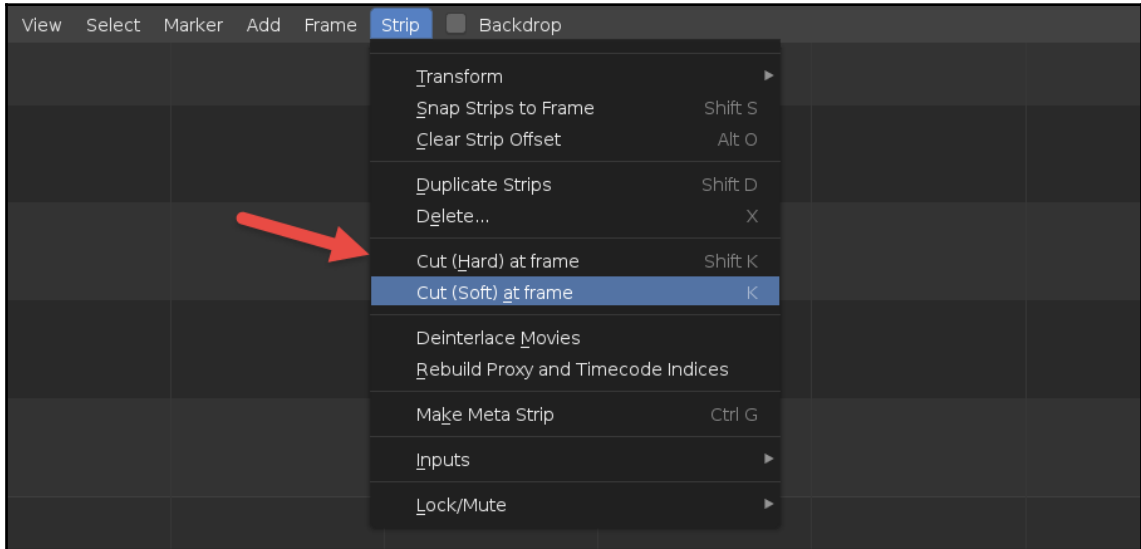 View Select Marker Add Frame Strip Backdrop
Transform
Snap Strips to Frame Shift S
Clear Strip Offset Alt O
Duplicate Strips Shift D
Delete... X
Cut (Hard) at frame Shift K
Cut (Soft) at frame K
Deinterlace Movies
Rebuild Proxy and Timecode Indices
Make Meta Strip Ctrl G
Inputs
Lock/Mute